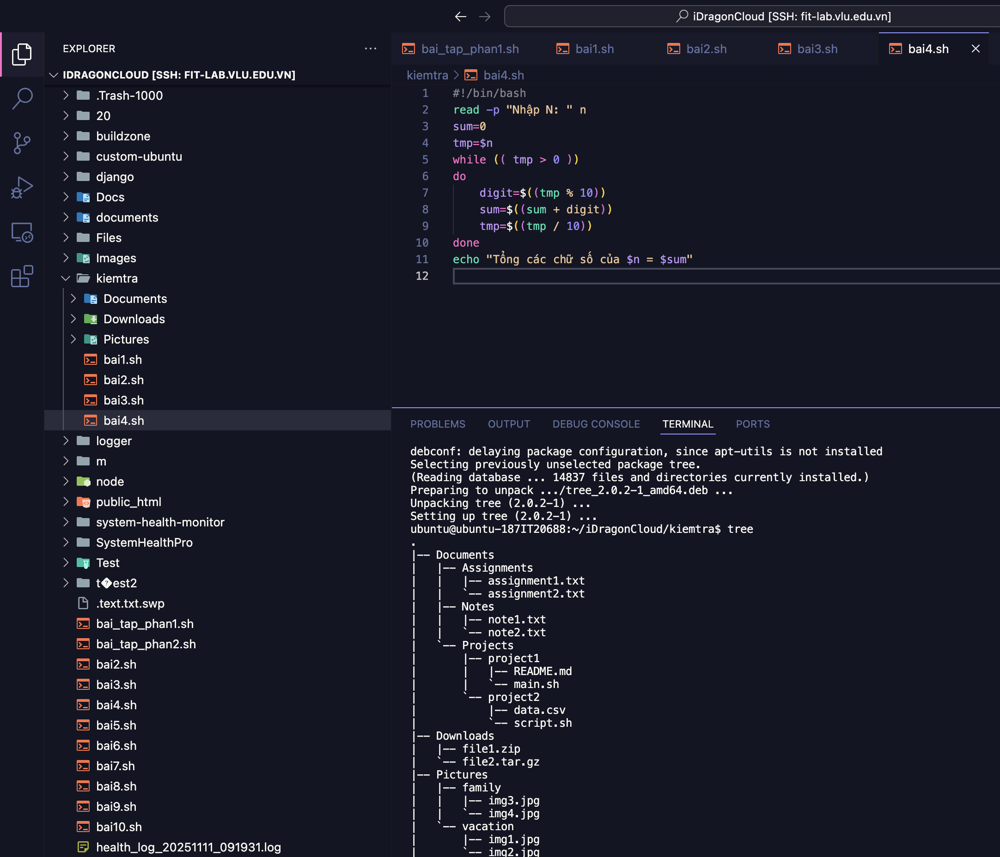 iDragonCloud [SSH: fit-lab.vlu.edu.vn]
EXPLORER
IDRAGONCLOUD [SSH: FIT-LAB.VLU.EDU.VN]
.Trash-1000
20
buildzone
custom-ubuntu
django
Docs
documents
Files
Images
kiemtra
Documents
Downloads
Pictures
bai1.sh
bai2.sh
bai3.sh
bai4.sh
logger
m
node
public_html
system-health-monitor
SystemHealthPro
Test
t�est2
.text.txt.swp
bai_tap_phan1.sh
bai_tap_phan2.sh
bai2.sh
bai3.sh
bai4.sh
bai5.sh
bai6.sh
bai7.sh
bai8.sh
bai9.sh
bai10.sh
health_log_20251111_091931.log
bai_tap_phan1.sh bai1.sh bai2.sh bai3.sh bai4.sh
kiemtra > bai4.sh
1 #!/bin/bash
2 read -p "Nhập N: " n
3 sum=0
4 tmp=$n
5 while (( tmp > 0 ))
6 do
7 digit=$((tmp % 10))
8 sum=$((sum + digit))
9 tmp=$((tmp / 10))
10 done
11 echo "Tổng các chữ số của $n = $sum"
12
PROBLEMS OUTPUT DEBUG CONSOLE TERMINAL PORTS
debconf: delaying package configuration, since apt-utils is not installed
Selecting previously unselected package tree.
(Reading database ... 14837 files and directories currently installed.)
Preparing to unpack .../tree_2.0.2-1_amd64.deb ...
Unpacking tree (2.0.2-1) ...
Setting up tree (2.0.2-1) ...
ubuntu@ubuntu-187IT20688:~/iDragonCloud/kiemtra$ tree
.
|-- Documents
|   |-- Assignments
|   |   |-- assignment1.txt
|   |   `-- assignment2.txt
|   |-- Notes
|   |   |-- note1.txt
|   |   `-- note2.txt
|   `-- Projects
|       |-- project1
|       |   |-- README.md
|       |   `-- main.sh
|       `-- project2
|           |-- data.csv
|           `-- script.sh
|-- Downloads
|   |-- file1.zip
|   `-- file2.tar.gz
|-- Pictures
|   |-- family
|   |   |-- img3.jpg
|   |   `-- img4.jpg
|   `-- vacation
|       |-- img1.jpg
|       `-- img2.jpg